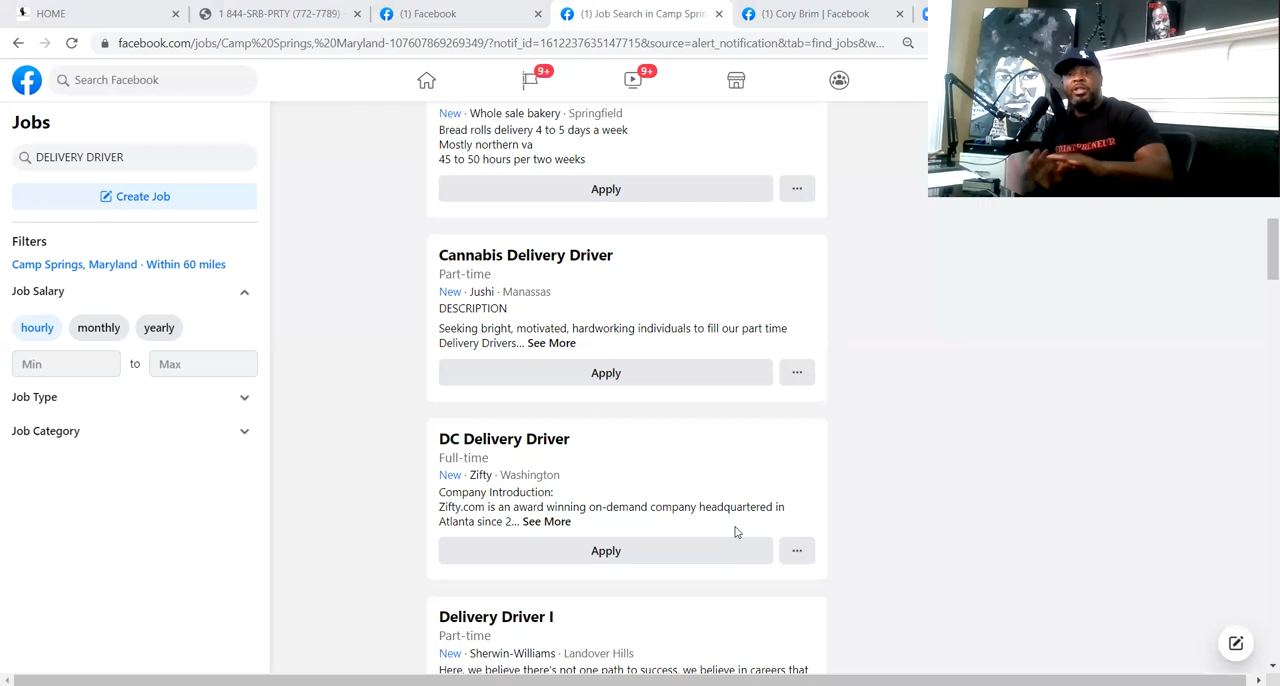 HOME
1 844-SRB-PRTY (772-7789)
(1) Facebook
(1) Job Search in Camp Sprin
(1) Cory Brim | Facebook
facebook.com/jobs/Camp%20Springs,%20Maryland-107607869269349/?notif_id=1612237635147715&source=alert_notification&tab=find_jobs&w...
Search Facebook
9+
9+
Jobs
DELIVERY DRIVER
Create Job
Filters
Camp Springs, Maryland · Within 60 miles
Job Salary
hourly
monthly
yearly
Min
to
Max
Job Type
Job Category
New · Whole sale bakery · Springfield
Bread rolls delivery 4 to 5 days a week
Mostly northern va
45 to 50 hours per two weeks
Apply
Cannabis Delivery Driver
Part-time
New · Jushi · Manassas
DESCRIPTION
Seeking bright, motivated, hardworking individuals to fill our part time
Delivery Drivers... See More
Apply
DC Delivery Driver
Full-time
New · Zifty · Washington
Company Introduction:
Zifty.com is an award winning on-demand company headquartered in
Atlanta since 2... See More
Apply
Delivery Driver I
Part-time
New · Sherwin-Williams · Landover Hills
Here, we believe there's not one path to success, we believe in careers that